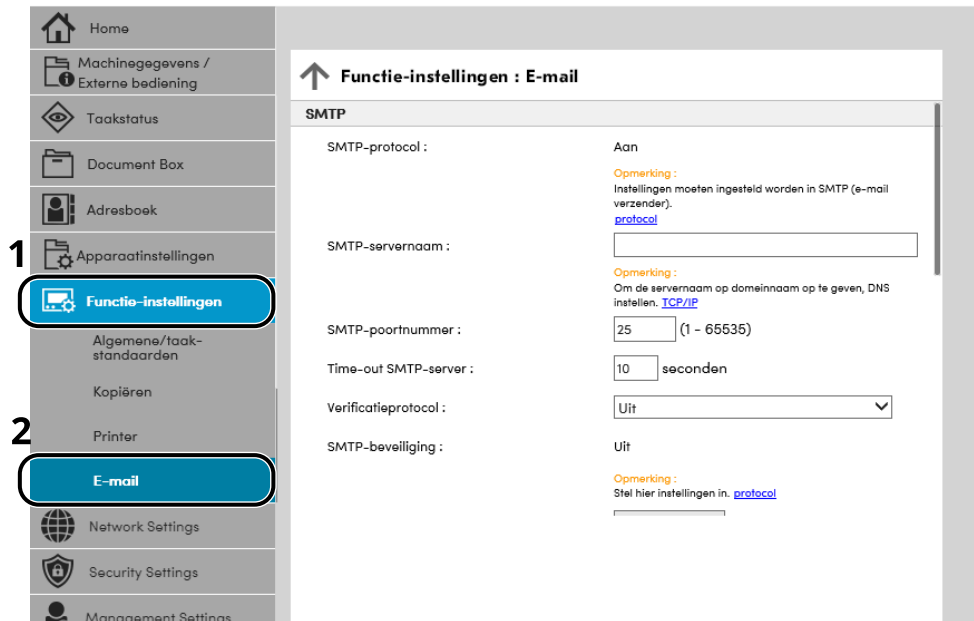 Home
Machinegegevens /
Externe bediening
Taakstatus
Document Box
Adresboek
1
Apparaatinstellingen
Functie-instellingen
Algemene/taak-
standaarden
Kopiëren
2
Printer
E-mail
Network Settings
Security Settings
Management Settings
Functie-instellingen : E-mail
SMTP
SMTP-protocol : Aan
Opmerking :
Instellingen moeten ingesteld worden in SMTP (e-mail
verzender).
protocol
SMTP-servernaam :
Opmerking :
Om de servernaam op domeinnaam op te geven, DNS
instellen. TCP/IP
SMTP-poortnummer : 25 (1 - 65535)
Time-out SMTP-server : 10 seconden
Verificatieprotocol : Uit
SMTP-beveiliging : Uit
Opmerking :
Stel hier instellingen in. protocol